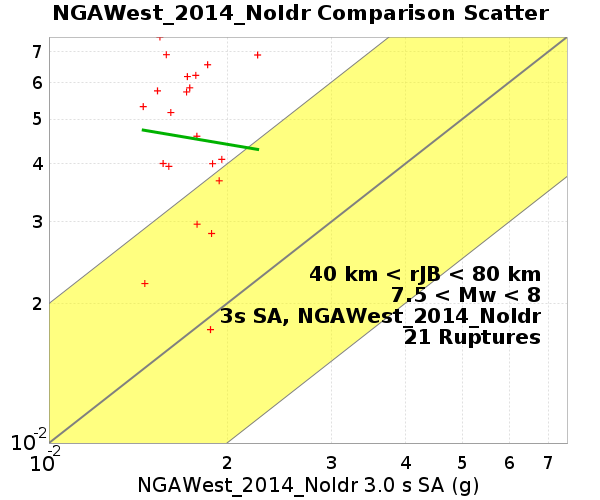 NGAWest_2014_NoIdr Comparison Scatter
7
6
5
4
3
2
10-2
10-2
2
3
4
5
6
7
40 km < rJB < 80 km
7.5 < Mw < 8
3s SA, NGAWest_2014_NoIdr
21 Ruptures
NGAWest_2014_NoIdr 3.0 s SA (g)